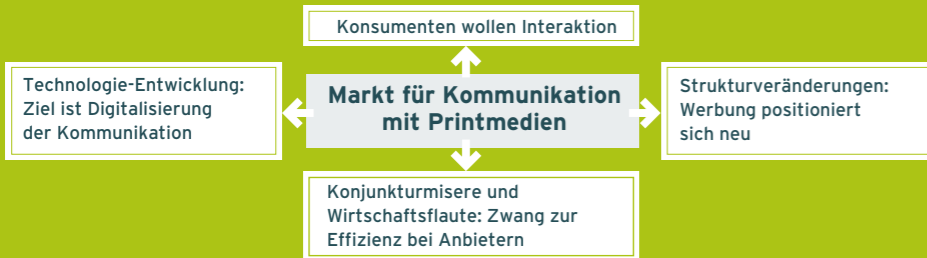 Konsumenten wollen Interaktion
Technologie-Entwicklung:
Ziel ist Digitalisierung
der Kommunikation
Markt für Kommunikation
mit Printmedien
Strukturveränderungen:
Werbung positioniert
sich neu
Konjunkturmisere und
Wirtschaftsflaute: Zwang zur
Effizienz bei Anbietern